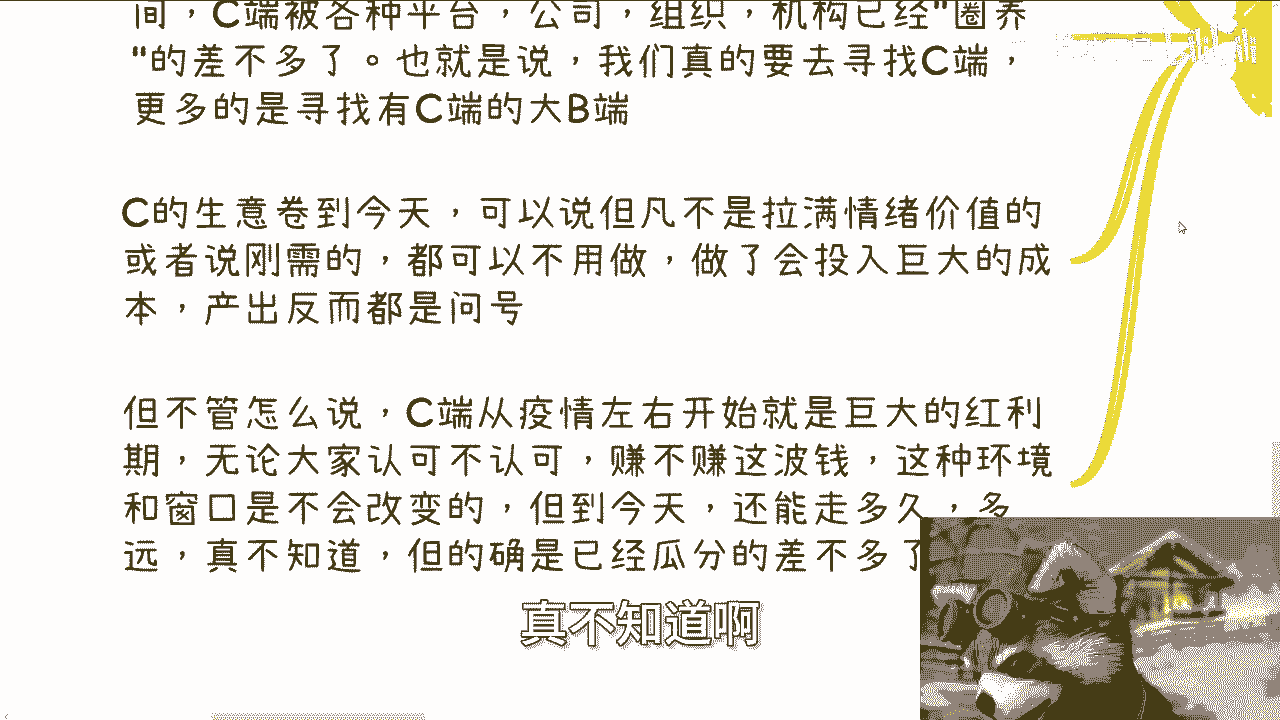 间，C端被各种平台，公司，组织，机构已经"圈养
"的差不多了。也就是说，我们真的要去寻找C端，
更多的是寻找有C端的大B端
C的生意卷到今天，可以说但凡不是拉满情绪价值的
或者说刚需的，都可以不用做，做了会投入巨大的成
本，产出反而都是问号
但不管怎么说，C端从疫情左右开始就是巨大的红利
期，无论大家认可不认可，赚不赚这波钱，这种环境
和窗口是不会改变的，但到今天，还能走多久，多
远，真不知道，但的确是已经瓜分的差不多了
真不知道啊